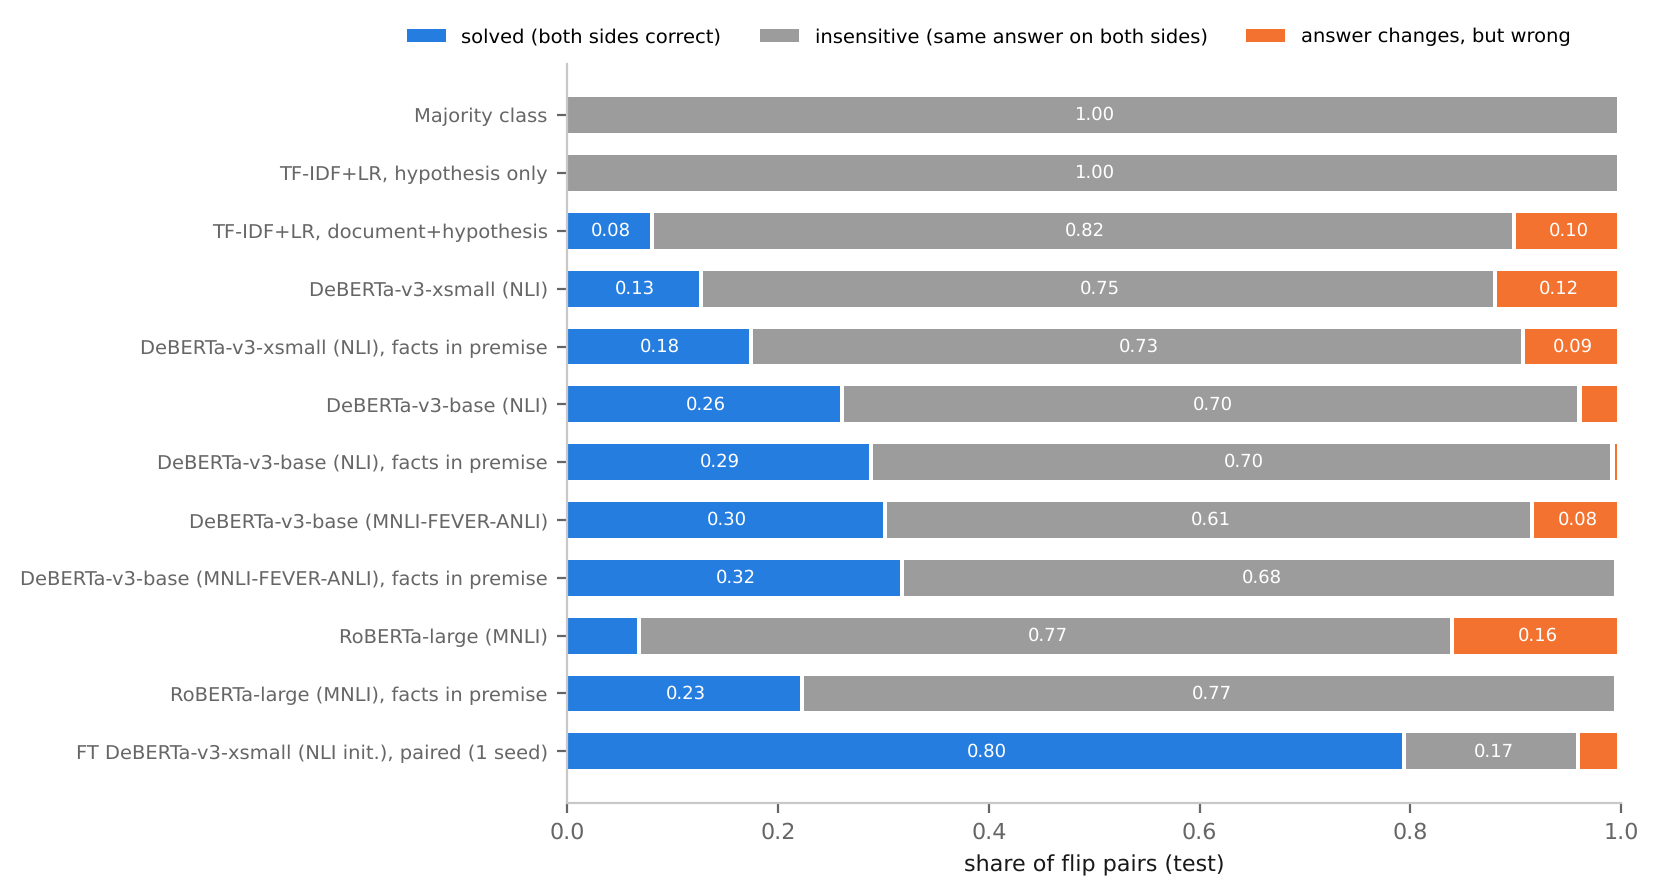 solved (both sides correct) insensitive (same answer on both sides) answer changes, but wrong
Majority class 1.00
TF-IDF+LR, hypothesis only 1.00
TF-IDF+LR, document+hypothesis 0.08 0.82 0.10
DeBERTa-v3-xsmall (NLI) 0.13 0.75 0.12
DeBERTa-v3-xsmall (NLI), facts in premise 0.18 0.73 0.09
DeBERTa-v3-base (NLI) 0.26 0.70
DeBERTa-v3-base (NLI), facts in premise 0.29 0.70
DeBERTa-v3-base (MNLI-FEVER-ANLI) 0.30 0.61 0.08
DeBERTa-v3-base (MNLI-FEVER-ANLI), facts in premise 0.32 0.68
RoBERTa-large (MNLI) 0.77 0.16
RoBERTa-large (MNLI), facts in premise 0.23 0.77
FT DeBERTa-v3-xsmall (NLI init.), paired (1 seed) 0.80 0.17
0.0 0.2 0.4 0.6 0.8 1.0
share of flip pairs (test)